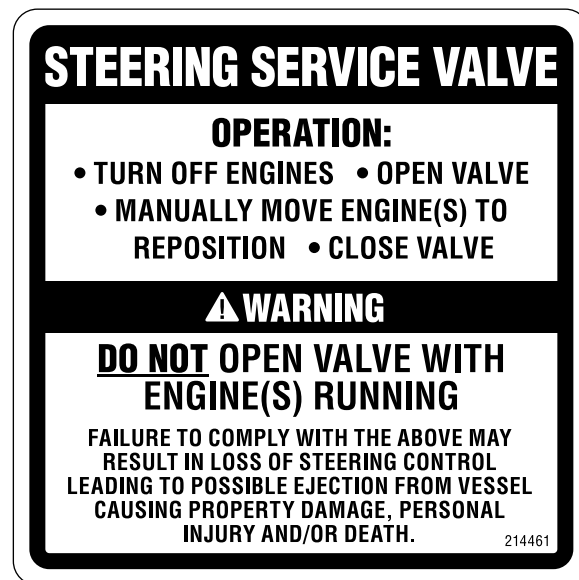 STEERING SERVICE VALVE
OPERATION:
• TURN OFF ENGINES • OPEN VALVE
• MANUALLY MOVE ENGINE(S) TO
REPOSITION • CLOSE VALVE
⚠ WARNING
DO NOT OPEN VALVE WITH
ENGINE(S) RUNNING
FAILURE TO COMPLY WITH THE ABOVE MAY
RESULT IN LOSS OF STEERING CONTROL
LEADING TO POSSIBLE EJECTION FROM VESSEL
CAUSING PROPERTY DAMAGE, PERSONAL
INJURY AND/OR DEATH.
214461